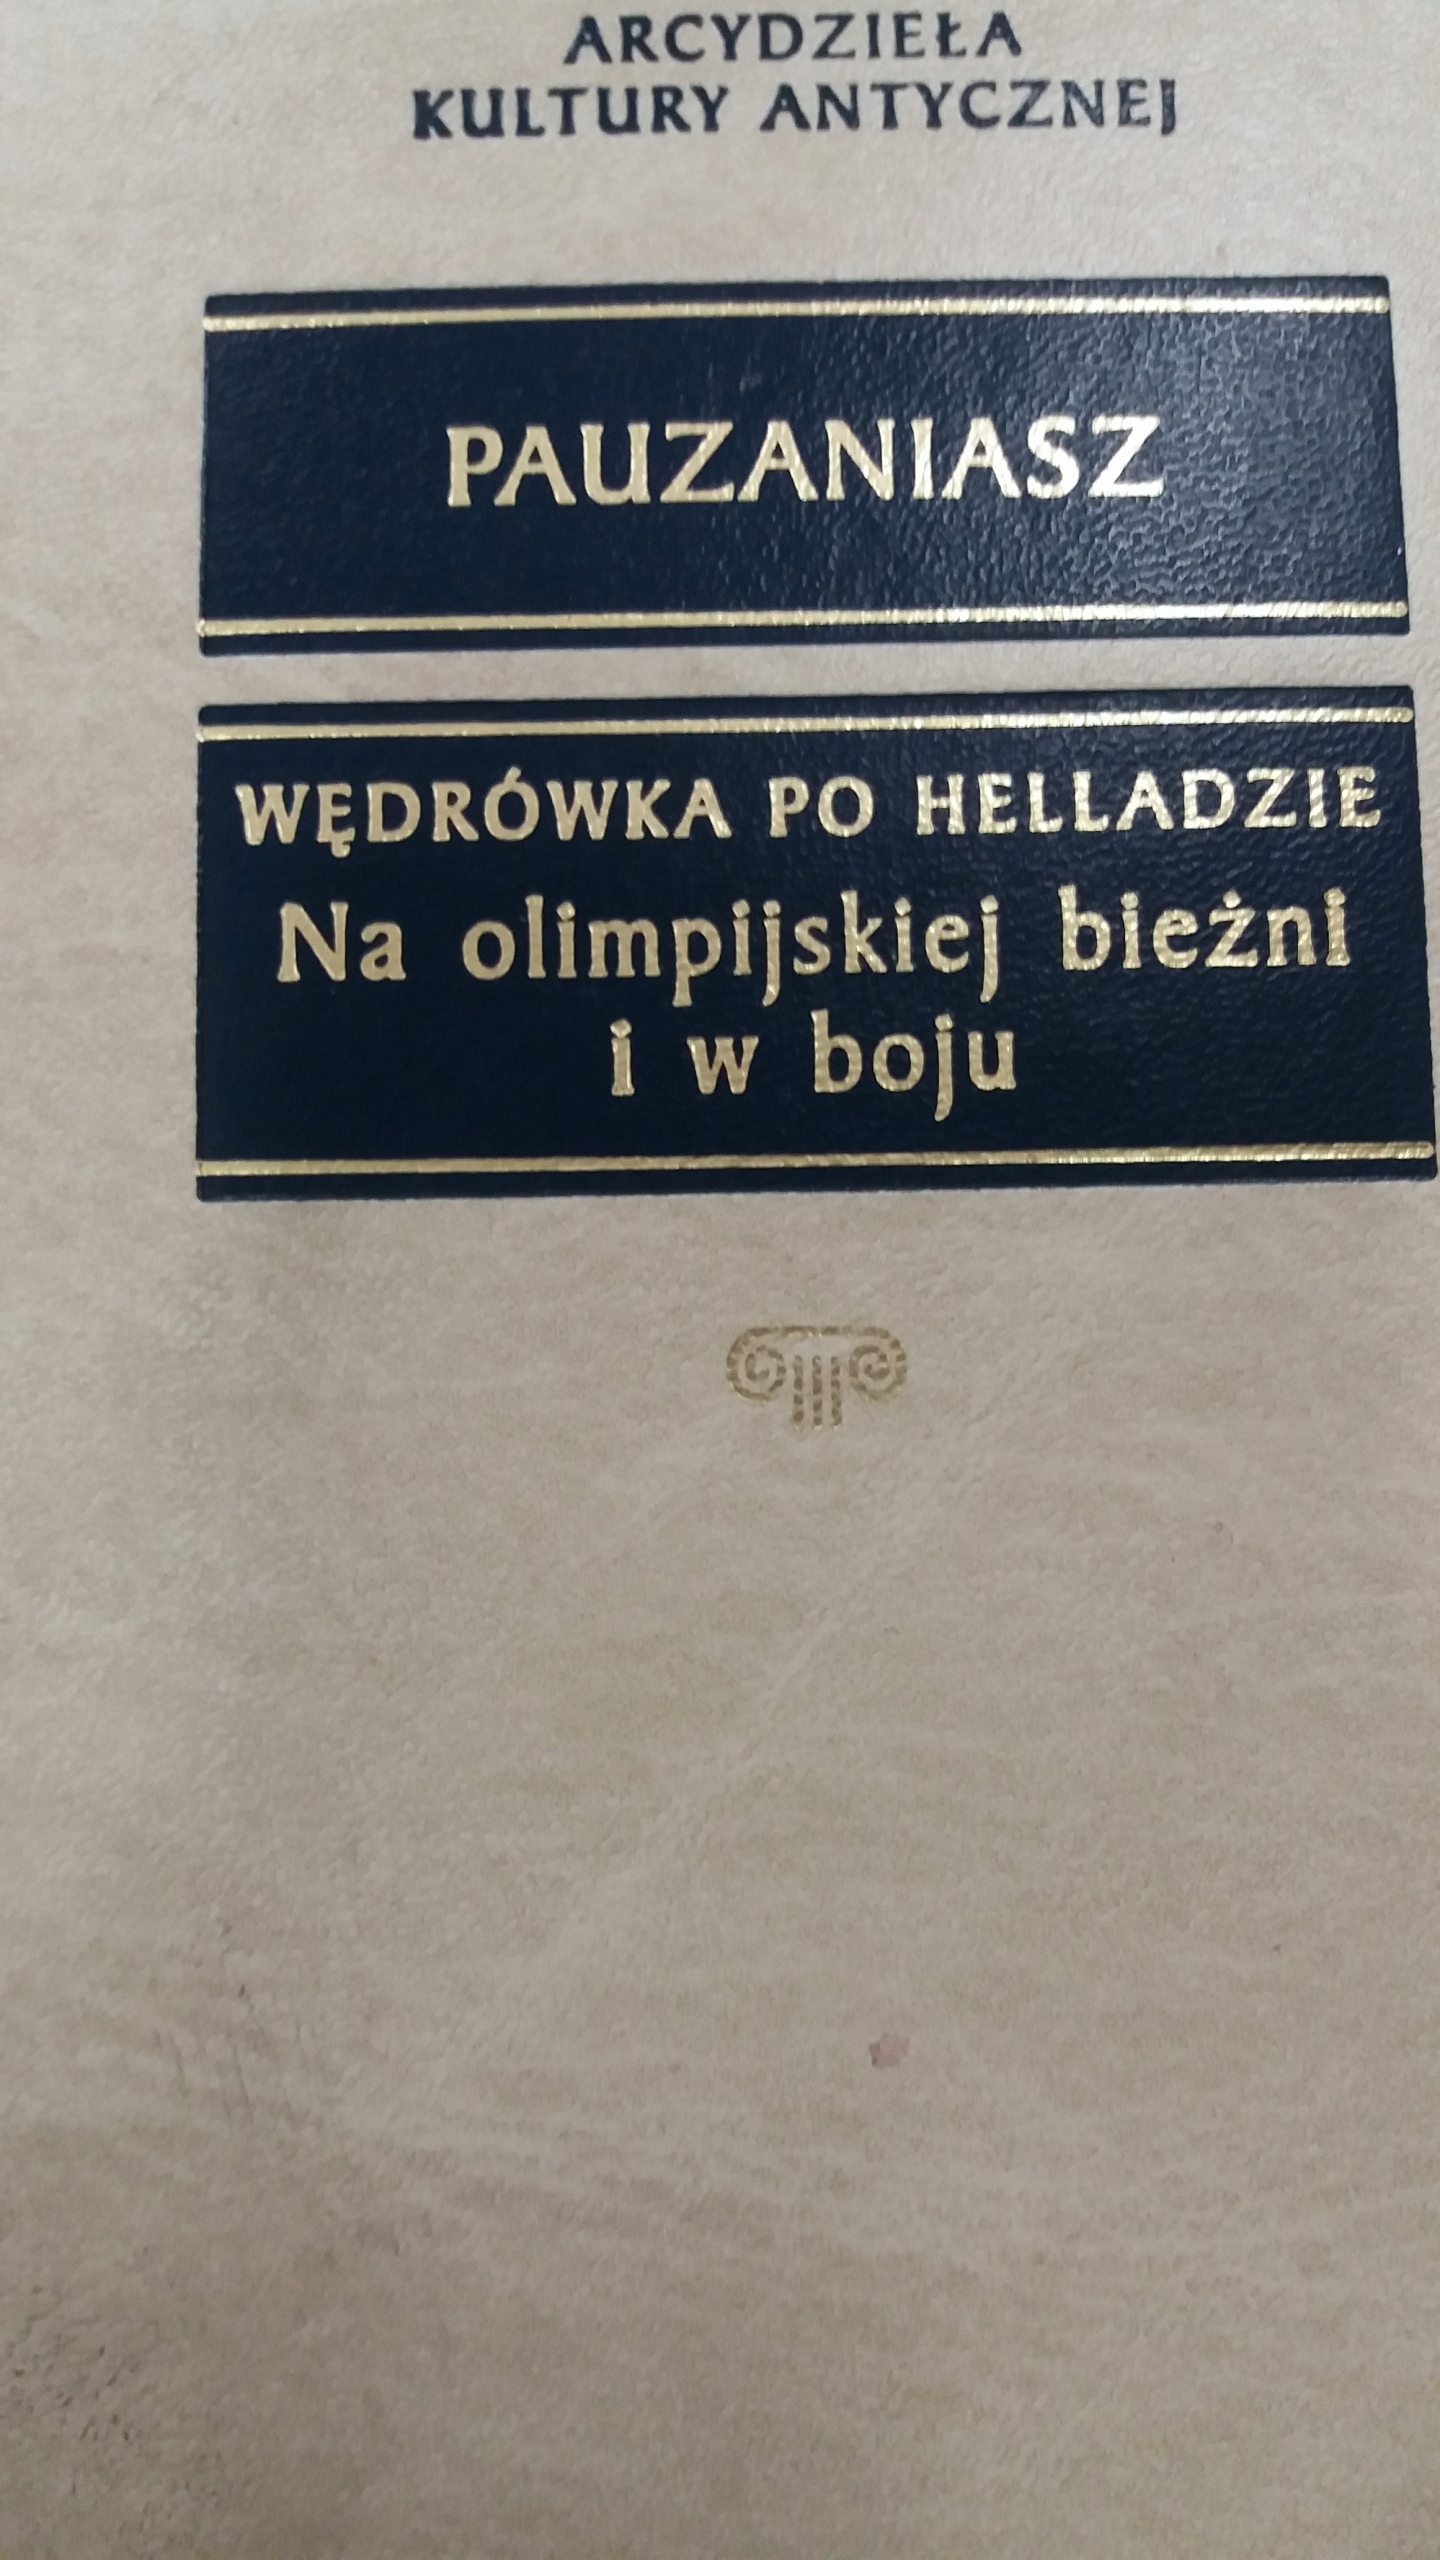 ARCYDZIEŁA
KULTURY ANTYCZNEJ
PAUZANIASZ
WĘDRÓWKA PO HELLADZIE
Na olimpijskiej bieżni
i w boju